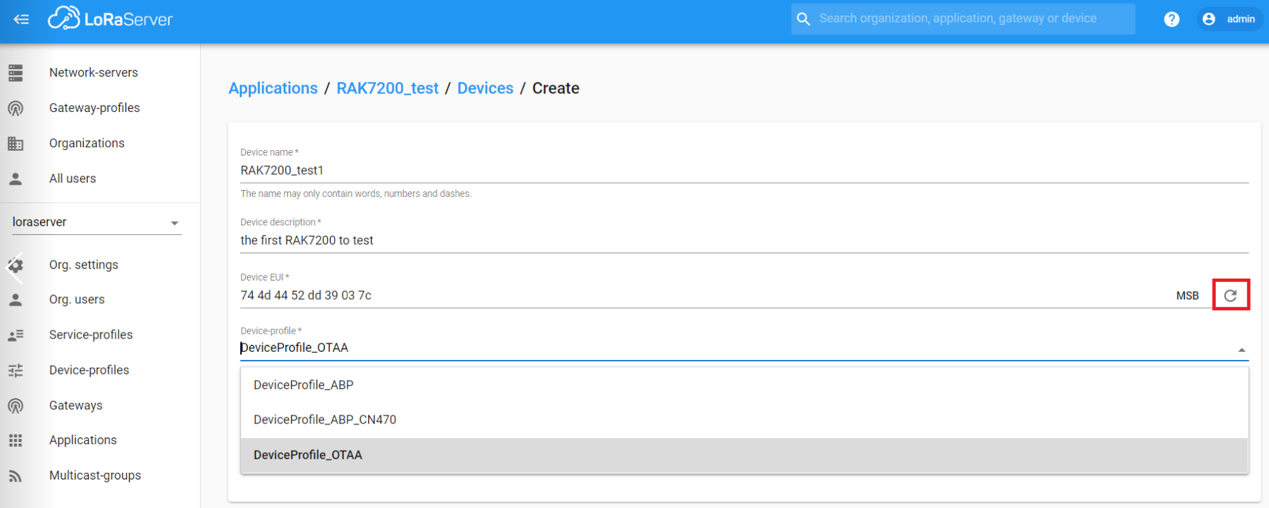 LoRaServer
Search organization, application, gateway or device
? admin
Network-servers
Gateway-profiles
Organizations
All users
loraserver
Org. settings
Org. users
Service-profiles
Device-profiles
Gateways
Applications
Multicast-groups
Applications / RAK7200_test / Devices / Create
Device name *
RAK7200_test1
The name may only contain words, numbers and dashes.
Device description *
the first RAK7200 to test
Device EUI *
74 4d 44 52 dd 39 03 7c MSB
Device-profile *
DeviceProfile_OTAA
DeviceProfile_ABP
DeviceProfile_ABP_CN470
DeviceProfile_OTAA